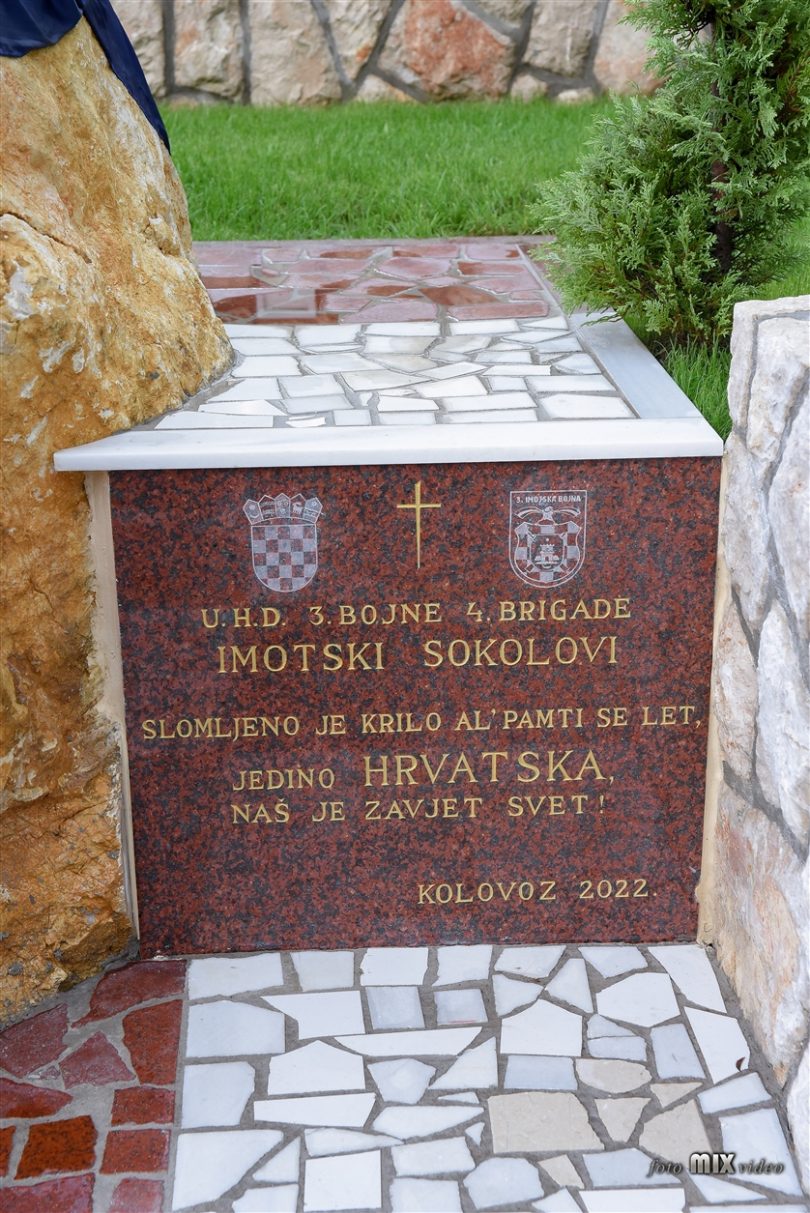 3. IMOTSKA BOJNA
U.H.D. 3. BOJNE 4. BRIGADE
IMOTSKI SOKOLOVI
SLOMLJENO JE KRILO AL' PAMTI SE LET,
JEDINO HRVATSKA,
NAŠ JE ZAVJET SVET!
KOLOVOZ 2022.
foto MIX video